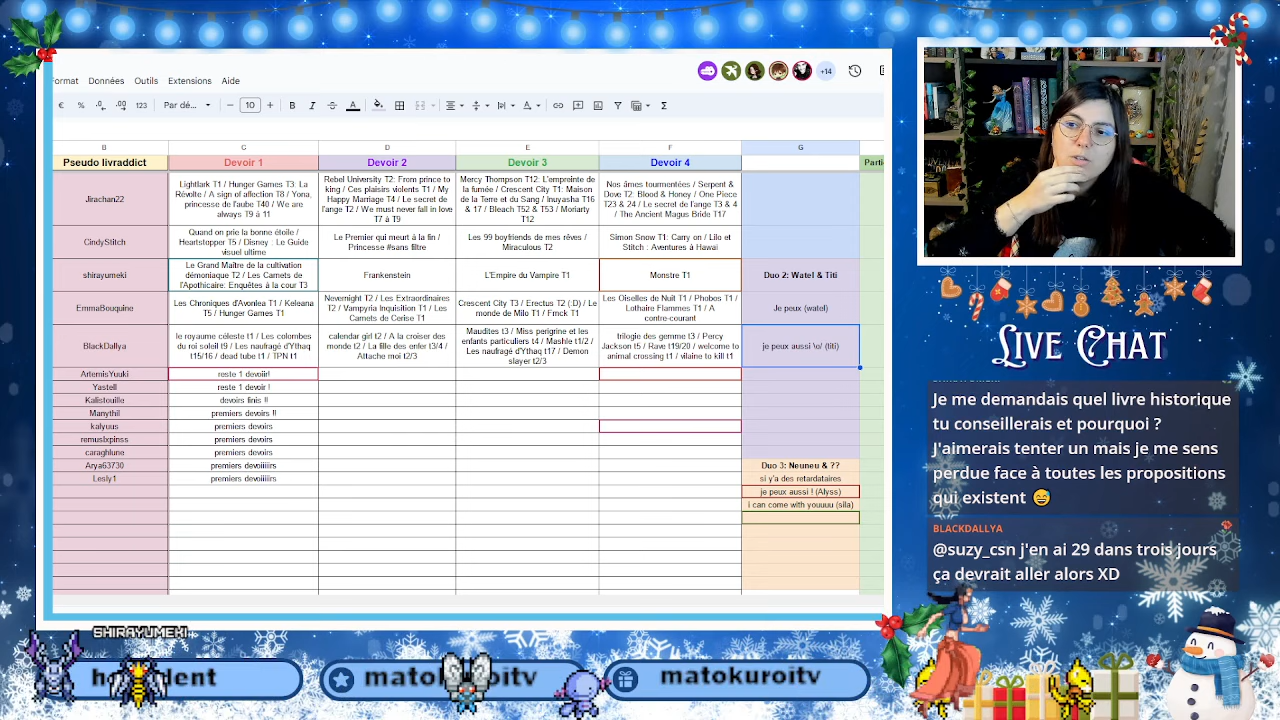 ormat Données Outils Extensions Aide
+14
€ % .0 .00 123 Par dé... − 10 + B I A Σ
B C D E F G
Pseudo livraddict Devoir 1 Devoir 2 Devoir 3 Devoir 4 Parti
Jirachan22
Lightlark T1 / Hunger Games T3: La
Révolte / A sign of affection T8 / Yona,
princesse de l'aube T40 / We are
always T9 à 11
Rebel University T2: From prince to
king / Ces plaisirs violents T1 / My
Happy Marriage T4 / Le secret de
l'ange T2 / We must never fall in love
T7 à T9
Mercy Thompson T12: L'empreinte de
la fumée / Crescent City T1: Maison
de la Terre et du Sang / Inuyasha T16
& 17 / Bleach T52 & T53 / Moriarty
T12
Nos âmes tourmentées / Serpent &
Dove T2: Blood & Honey / One Piece
T23 & 24 / Le secret de l'ange T3 & 4
/ The Ancient Magus Bride T17
CindyStitch
Quand on prie la bonne étoile /
Heartstopper T5 / Disney : Le Guide
visuel ultime
Le Premier qui meurt à la fin /
Princesse #sans filtre
Les 99 boyfriends de mes rêves /
Miraculous T2
Simon Snow T1: Carry on / Lilo et
Stitch : Aventures à Hawai
shirayumeki
Le Grand Maître de la cultivation
démoniaque T2 / Les Carnets de
l'Apothicaire: Enquêtes à la cour T3
Frankenstein
L'Empire du Vampire T1
Monstre T1
Duo 2: Watel & Titi
EmmaBouquine
Les Chroniques d'Avonlea T1 / Keleana
T5 / Hunger Games T1
Nevernight T2 / Les Extraordinaires
T2 / Vampyria Inquisition T1 / Les
Carnets de Cerise T1
Crescent City T3 / Erectus T2 (:D) / Le
monde de Milo T1 / Frnck T1
Les Oiselles de Nuit T1 / Phobos T1 /
Lothaire Flammes T1 / A
contre-courant
Je peux (watel)
BlackDallya
le royaume céleste t1 / Les colombes
du roi soleil t9 / Les naufragé d'Ythaq
t15/16 / dead tube t1 / TPN t1
calendar girl t2 / A la croisee des
mondes t2 / La fille des enfer t3/4 /
Attache moi t2/3
Maudites t3 / Miss perigrine et les
enfants particuliers t4 / Mashle t1/2 /
Les naufragé d'Ythaq t17 / Demon
slayer t2/3
trilogie des gemme t3 / Percy
Jackson t5 / Rave t19/20 / welcome to
animal crossing t1 / vilaine to kill t1
je peux aussi \o/ (titi)
ArtemisYuuki reste 1 devoiir!
Yastell reste 1 devoir !
Kalistouille devoirs finis !!
Manythil premiers devoirs !!
kalyous premiers devoirs
remuslxpinss premiers devoirs
caraghlune premiers devoirs
Arya63730 premiers devoiiiirs Duo 3: Neuneu & ??
Lesly1 premiers devoiiiirs si y'a des retardataires
je peux aussi ! (Alyss)
I can come with youuuu (sila)
LIVE CHAT
Je me demandais quel livre historique
tu conseillerais et pourquoi ?
J'aimerais tenter un mais je me sens
perdue face à toutes les propositions
qui existent 😅
BLACKDALLYA
@suzy_csn j'en ai 29 dans trois jours
ça devrait aller alors XD
SHIRAYUMEKI
matokuroitv